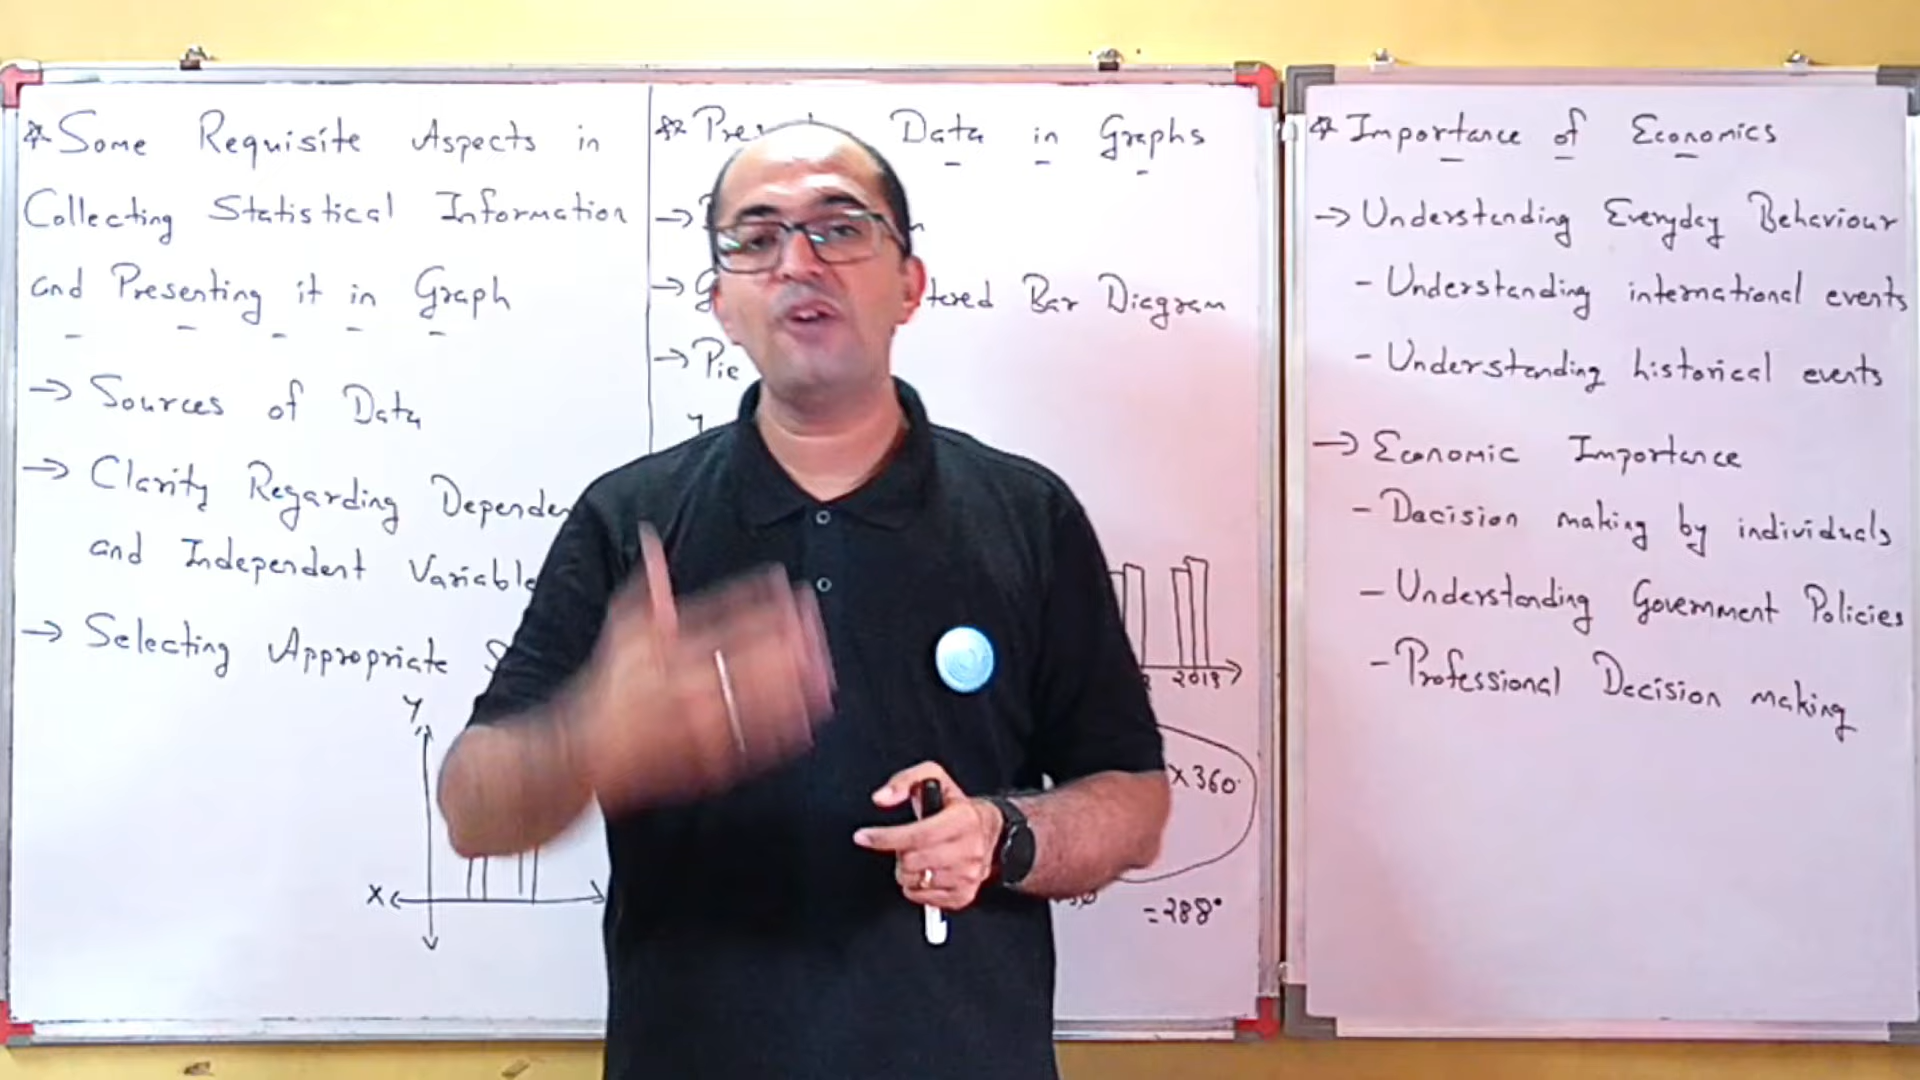 * Some Requisite Aspects in
Collecting Statistical Information
and Presenting it in Graph
→ Sources of Data
→ Clarity Regarding
and Independent
→ Selecting Appropriate
Y
X
* Data in Graphs
→
→ Bar Diagram
→ Pie
Y
2019
X 360°
= 288°
* Importance of Economics
→ Understanding Everyday Behaviour
- Understanding international events
- Understanding historical events
→ Economic Importance
- Decision making by individuals
- Understanding Government Policies
- Professional Decision making